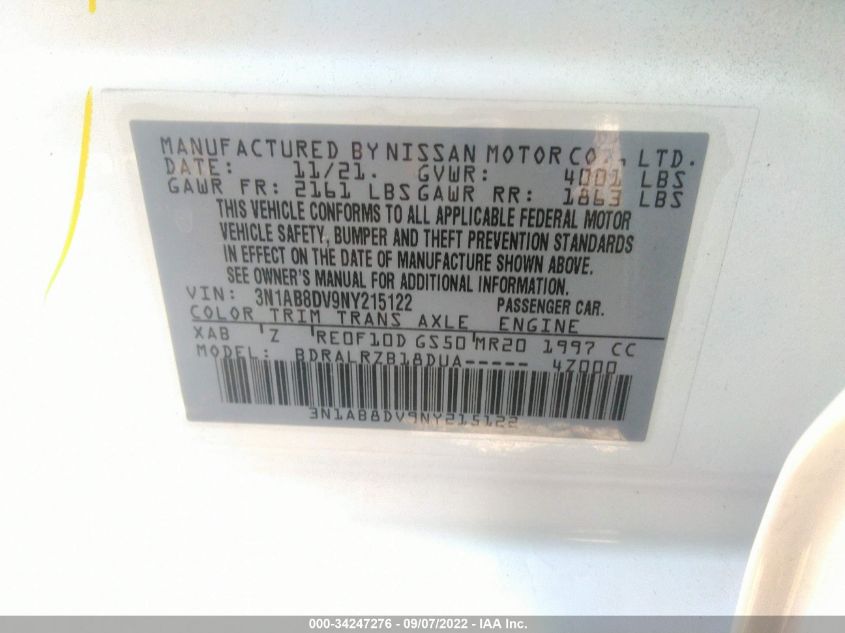 MANUFACTURED BY NISSAN MOTOR CO., LTD.
DATE: 11/21. GVWR: 4001 LBS
GAWR FR: 2161 LBS GAWR RR: 1863 LBS
THIS VEHICLE CONFORMS TO ALL APPLICABLE FEDERAL MOTOR
VEHICLE SAFETY, BUMPER AND THEFT PREVENTION STANDARDS
IN EFFECT ON THE DATE OF MANUFACTURE SHOWN ABOVE.
SEE OWNER'S MANUAL FOR ADDITIONAL INFORMATION.
VIN: 3N1AB8DV9NY215122 PASSENGER CAR.
COLOR TRIM TRANS AXLE ENGINE
XAB Z RE0F10D GS50 MR20 1997 CC
MODEL: BDRALRZB18DUA----- 4Z000
3N1AB8DV9NY215122
000-34247276 - 09/07/2022 - IAA Inc.